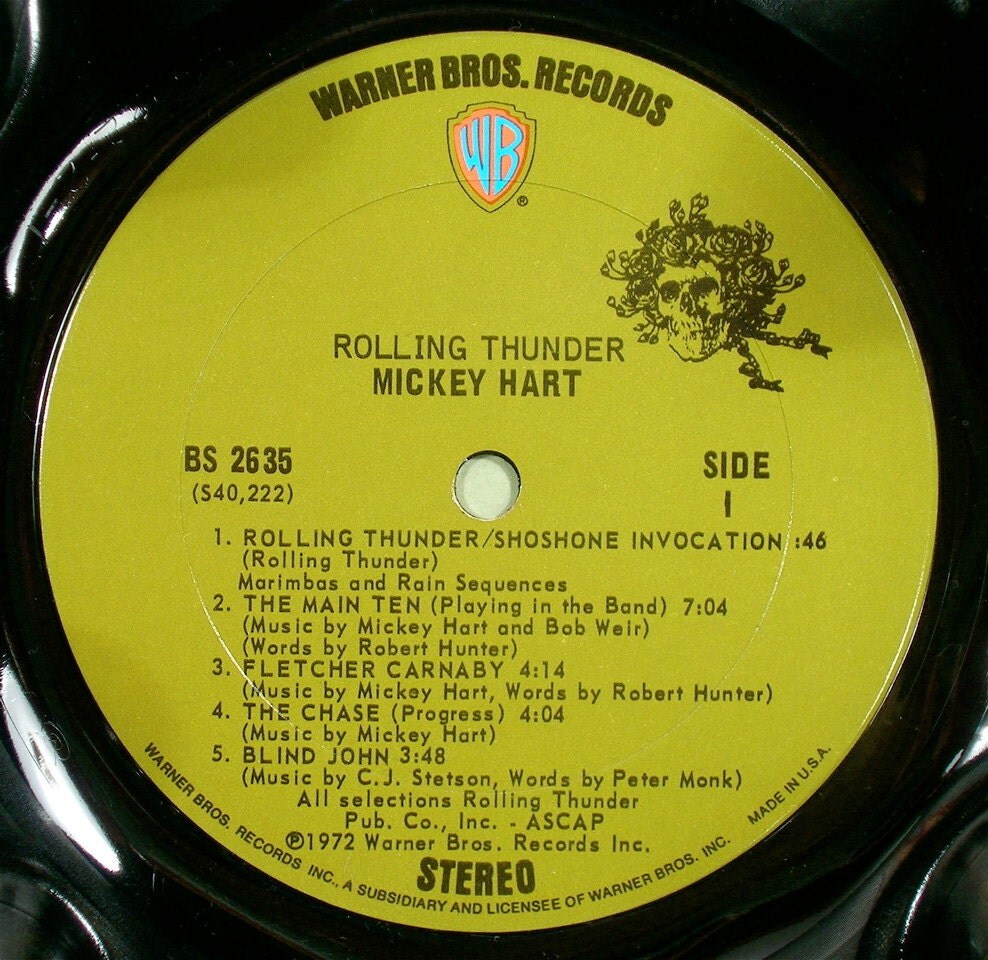 WARNER BROS. RECORDS
WB
®
ROLLING THUNDER
MICKEY HART
BS 2635
(S40,222)
SIDE
1
1. ROLLING THUNDER/SHOSHONE INVOCATION :46
(Rolling Thunder)
Marimbas and Rain Sequences
2. THE MAIN TEN (Playing in the Band) 7:04
(Music by Mickey Hart and Bob Weir)
(Words by Robert Hunter)
3. FLETCHER CARNABY 4:14
(Music by Mickey Hart, Words by Robert Hunter)
4. THE CHASE (Progress) 4:04
(Music by Mickey Hart)
5. BLIND JOHN 3:48
(Music by C.J. Stetson, Words by Peter Monk)
All selections Rolling Thunder
Pub. Co., Inc. - ASCAP
℗1972 Warner Bros. Records Inc.
STEREO
WARNER BROS. RECORDS INC., A SUBSIDIARY AND LICENSEE OF WARNER BROS. INC.
MADE IN U.S.A.